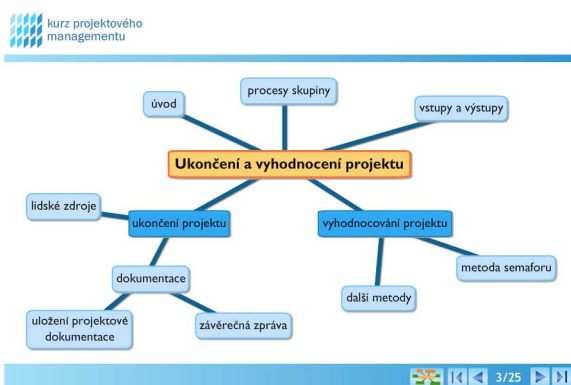 kurz projektového
managementu
procesy skupiny
úvod
vstupy a výstupy
Ukončení a vyhodnocení projektu
lidské zdroje
ukončení projektu
vyhodnocování projektu
metoda semaforu
dokumentace
další metody
uložení projektové
dokumentace
závěrečná zpráva
3/25